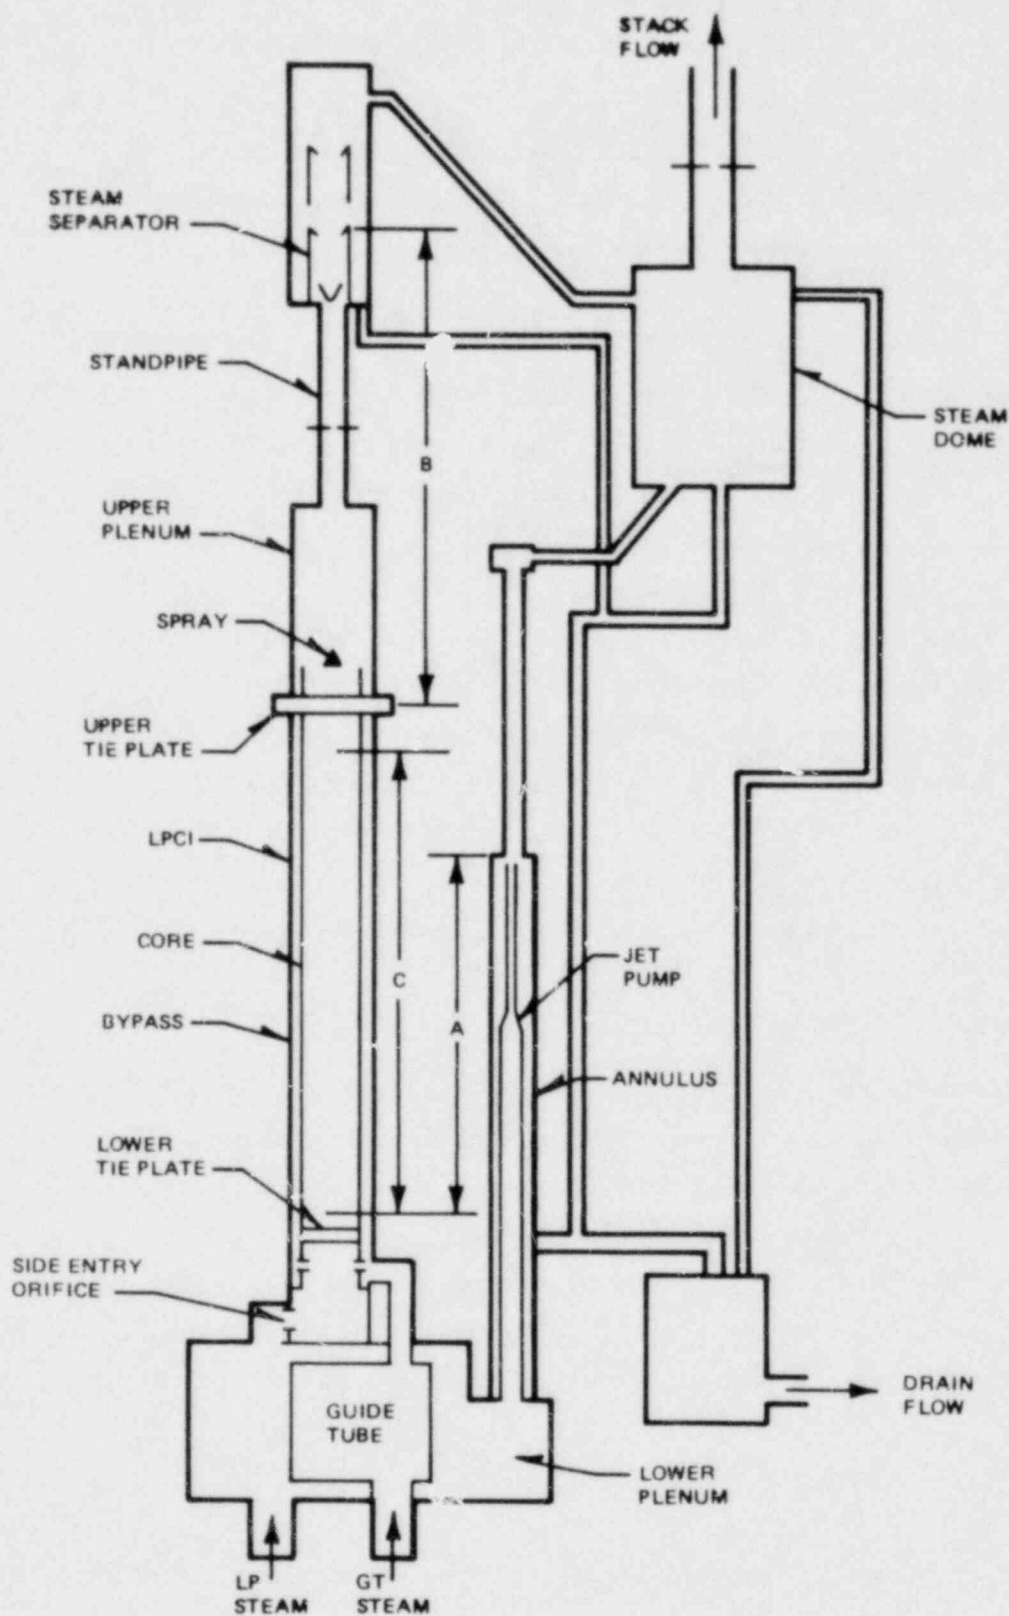 STACK
FLOW
STEAM
SEPARATOR
STANDPIPE
STEAM
DOME
B
UPPER
PLENUM
SPRAY
UPPER
TIE PLATE
LPCI
CORE
C
A
JET
PUMP
BYPASS
ANNULUS
LOWER
TIE PLATE
SIDE ENTRY
ORIFICE
GUIDE
TUBE
DRAIN
FLOW
LOWER
PLENUM
LP
STEAM
GT
STEAM